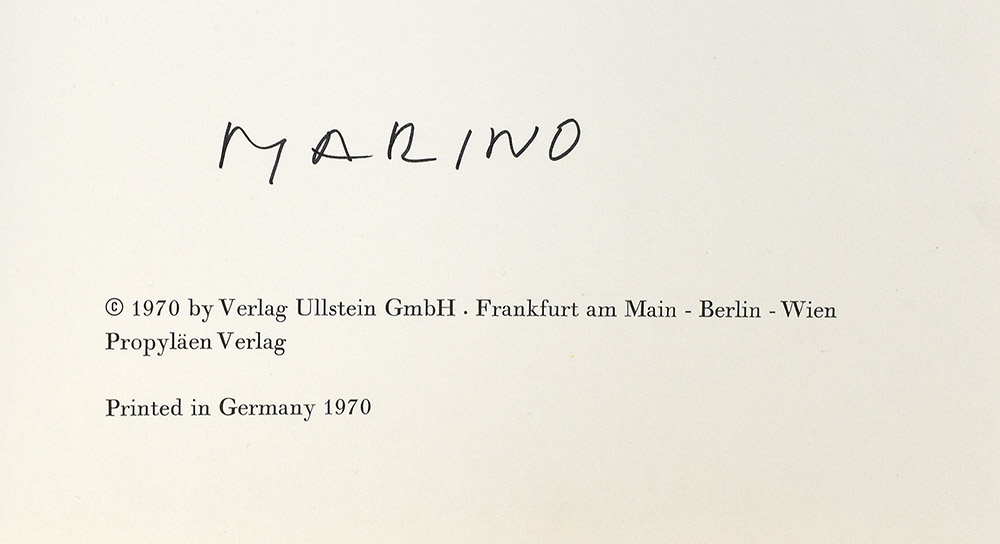 MARINO
© 1970 by Verlag Ullstein GmbH · Frankfurt am Main - Berlin - Wien
Propyläen Verlag
Printed in Germany 1970